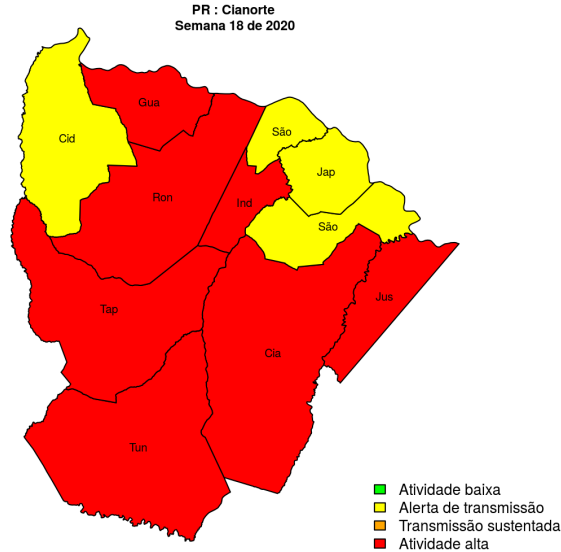 PR : Cianorte
Semana 18 de 2020
Gua
São
Cid
Jap
Ron
Ind
São
Jus
Tap
Cia
Tun
Atividade baixa
Alerta de transmissão
Transmissão sustentada
Atividade alta